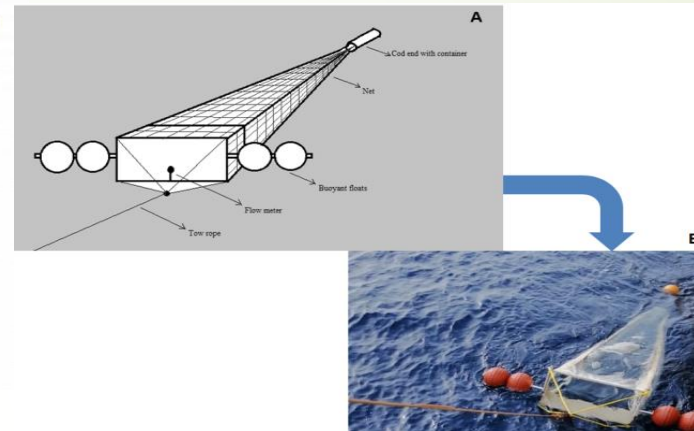 A
Cod end with container
Net
Buoyant floats
Flow meter
Tow rope
B